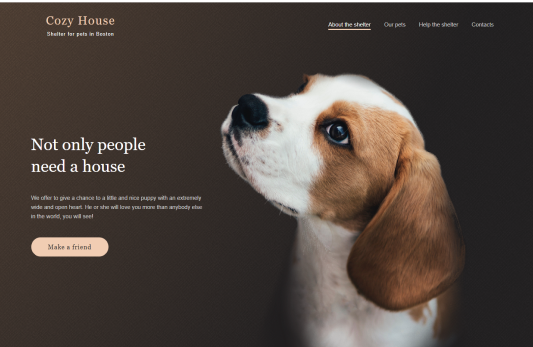 Cozy House
Shelter for pets in Boston
About the shelter
Our pets
Help the shelter
Contacts
Not only people
need a house
We offer to give a chance to a little and nice puppy with an extremely
wide and open heart. He or she will love you more than anybody else
in the world, you will see!
Make a friend